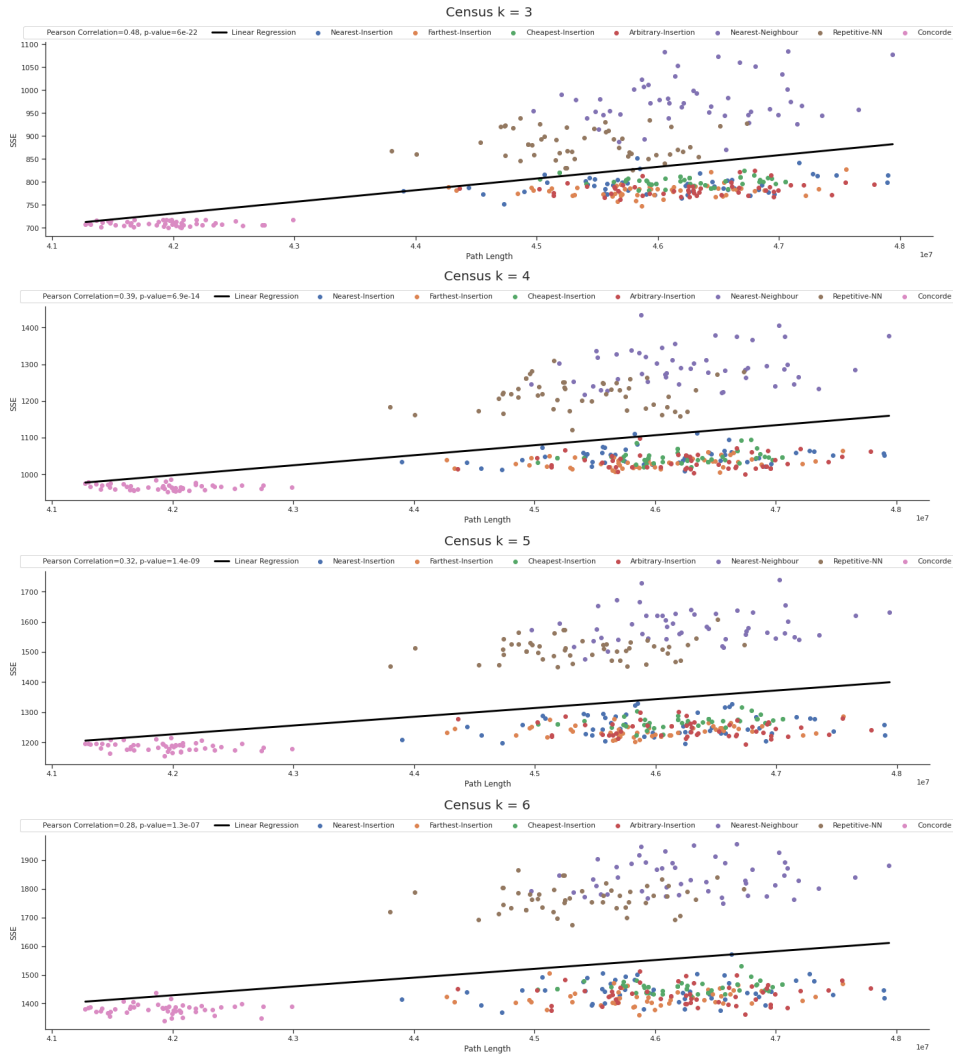 Census k = 3
Pearson Correlation=0.48, p-value=6e-22 Linear Regression Nearest-Insertion Farthest-Insertion Cheapest-Insertion Arbitrary-Insertion Nearest-Neighbour Repetitive-NN Concorde
1100
1050
1000
950
900
850
800
750
700
SSE
4.1 4.2 4.3 4.4 4.5 4.6 4.7 4.8
1e7
Path Length
Census k = 4
Pearson Correlation=0.39, p-value=6.9e-14 Linear Regression Nearest-Insertion Farthest-Insertion Cheapest-Insertion Arbitrary-Insertion Nearest-Neighbour Repetitive-NN Concorde
1400
1300
1200
1100
1000
SSE
4.1 4.2 4.3 4.4 4.5 4.6 4.7 4.8
1e7
Path Length
Census k = 5
Pearson Correlation=0.32, p-value=1.4e-09 Linear Regression Nearest-Insertion Farthest-Insertion Cheapest-Insertion Arbitrary-Insertion Nearest-Neighbour Repetitive-NN Concorde
1700
1600
1500
1400
1300
1200
SSE
4.1 4.2 4.3 4.4 4.5 4.6 4.7 4.8
1e7
Path Length
Census k = 6
Pearson Correlation=0.28, p-value=1.3e-07 Linear Regression Nearest-Insertion Farthest-Insertion Cheapest-Insertion Arbitrary-Insertion Nearest-Neighbour Repetitive-NN Concorde
1900
1800
1700
1600
1500
1400
SSE
4.1 4.2 4.3 4.4 4.5 4.6 4.7 4.8
1e7
Path Length